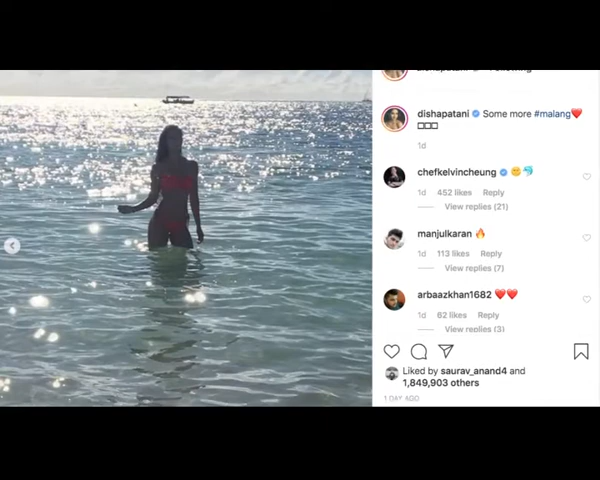 dishapatani Some more #malang❤️
□□□
1d
chefkelvincheung
1d 452 likes Reply
View replies (21)
manjulkaran 🔥
1d 113 likes Reply
View replies (7)
arbaazkhan1682 ❤️❤️
1d 62 likes Reply
View replies (3)
Liked by saurav_anand4 and
1,849,903 others
1 DAY AGO